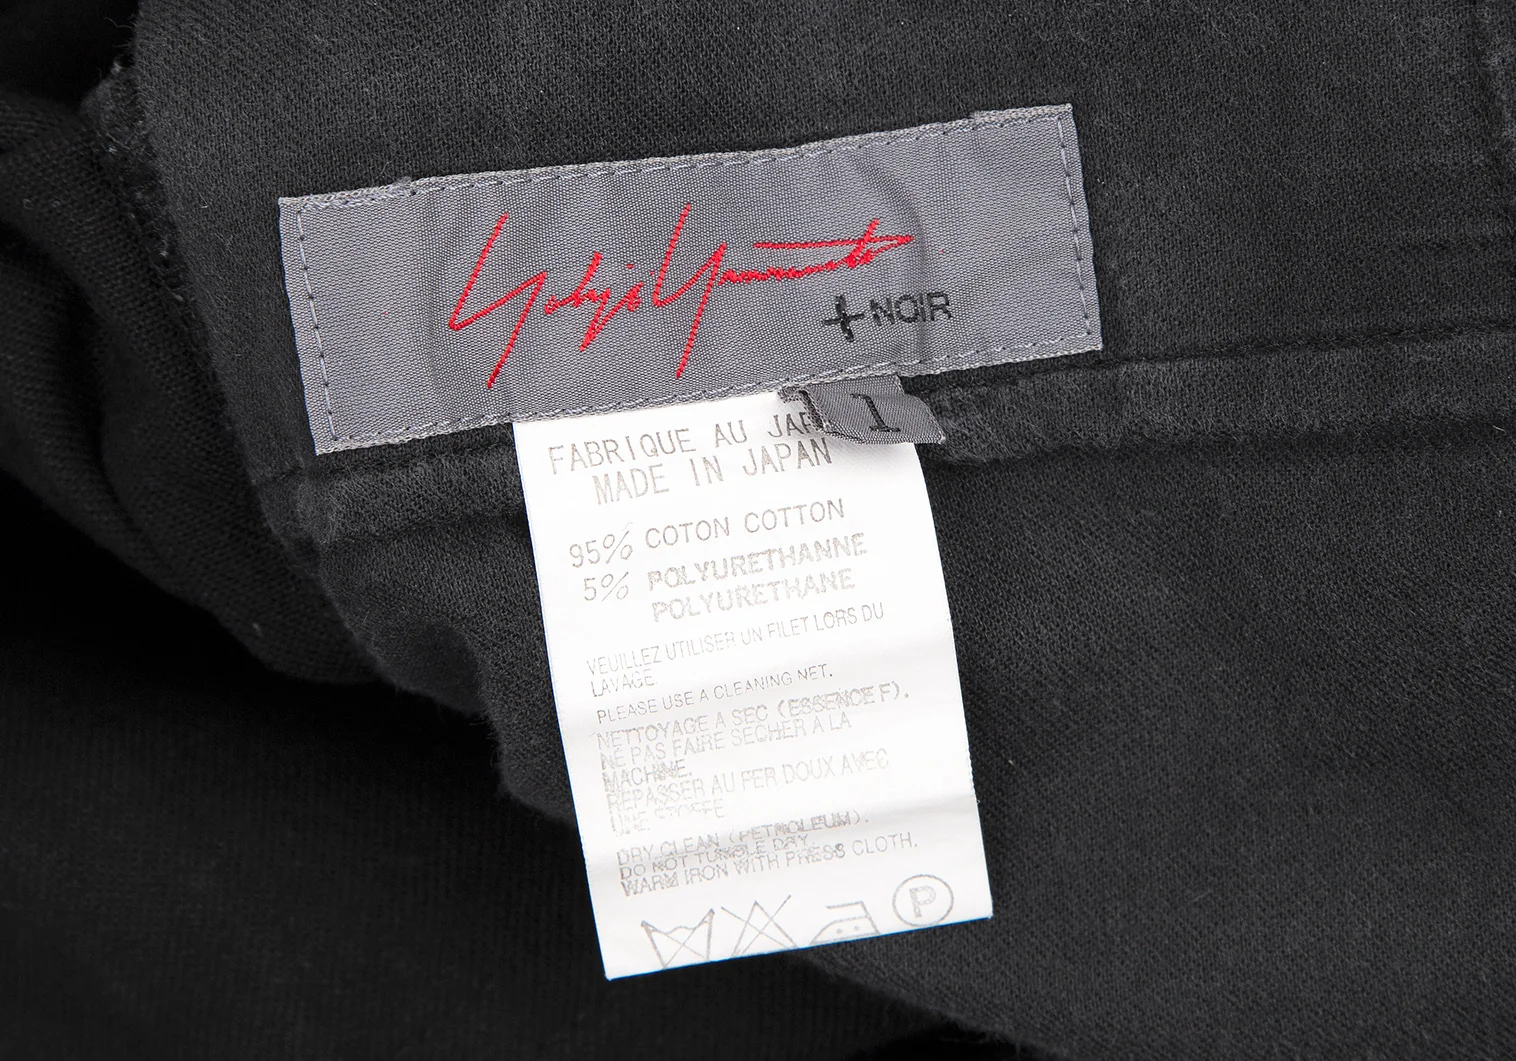 Yohji Yamamoto
+NOIR
1
FABRIQUE AU JAP
MADE IN JAPAN
95% COTON COTTON
5% POLYURETHANNE
POLYURETHANE
VEUILLEZ UTILISER UN FILET LORS DU
LAVAGE
PLEASE USE A CLEANING NET.
NETTOYAGE A SEC (ESSENCE F).
NE PAS FAIRE SECHER A LA
MACHINE.
REPASSER AU FER DOUX AVEC
UNE
DRY CLEAN (PETROLEUM).
DO NOT TUMBLE DRY.
WARM IRON WITH PRESS CLOTH.
P